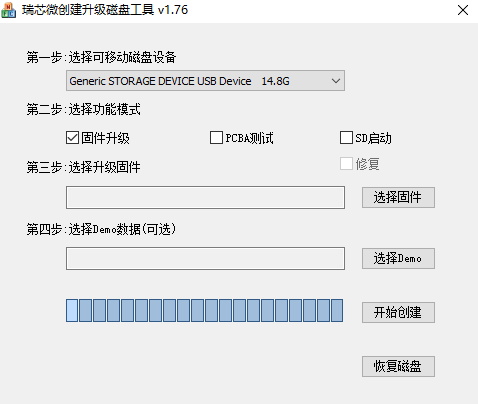 瑞芯微创建升级磁盘工具 v1.76
第一步:选择可移动磁盘设备
Generic STORAGE DEVICE USB Device 14.8G
第二步:选择功能模式
固件升级 PCBA测试 SD启动
修复
第三步:选择升级固件
选择固件
第四步:选择Demo数据(可选)
选择Demo
开始创建
恢复磁盘